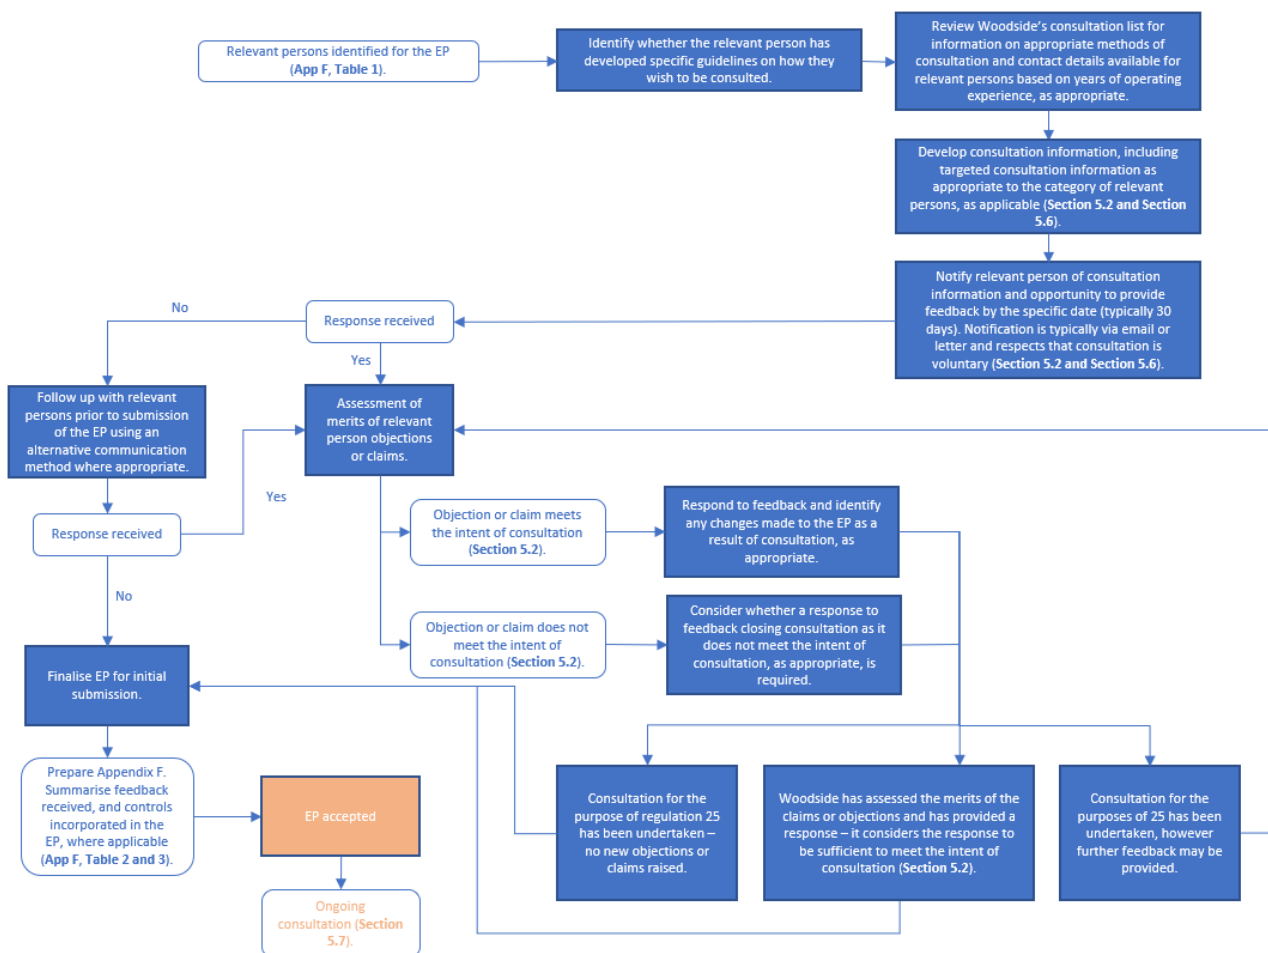 Relevant persons identified for the EP
(App F, Table 1).
Identify whether the relevant person has
developed specific guidelines on how they
wish to be consulted.
Review Woodside's consultation list for
information on appropriate methods of
consultation and contact details available for
relevant persons based on years of operating
experience, as appropriate.
Develop consultation information, including
targeted consultation information as
appropriate to the category of relevant
persons, as applicable (Section 5.2 and Section
5.6).
Notify relevant person of consultation
information and opportunity to provide
feedback by the specific date (typically 30
days). Notification is typically via email or
letter and respects that consultation is
voluntary (Section 5.2 and Section 5.6).
Response received
No
Yes
Follow up with relevant
persons prior to submission
of the EP using an
alternative communication
method where appropriate.
Assessment of
merits of relevant
person objections
or claims.
Response received
Yes
No
Objection or claim meets
the intent of consultation
(Section 5.2).
Respond to feedback and identify
any changes made to the EP as a
result of consultation, as
appropriate.
Objection or claim does not
meet the intent of
consultation (Section 5.2).
Consider whether a response to
feedback closing consultation as it
does not meet the intent of
consultation, as appropriate, is
required.
Finalise EP for initial
submission.
Prepare Appendix F.
Summarise feedback
received, and controls
incorporated in the
EP, where applicable
(App F, Table 2 and 3).
EP accepted
Ongoing
consultation (Section
5.7).
Consultation for the
purpose of regulation 25
has been undertaken –
no new objections or
claims raised.
Woodside has assessed the merits of the
claims or objections and has provided a
response – it considers the response to
be sufficient to meet the intent of
consultation (Section 5.2).
Consultation for the
purposes of 25 has been
undertaken, however
further feedback may be
provided.